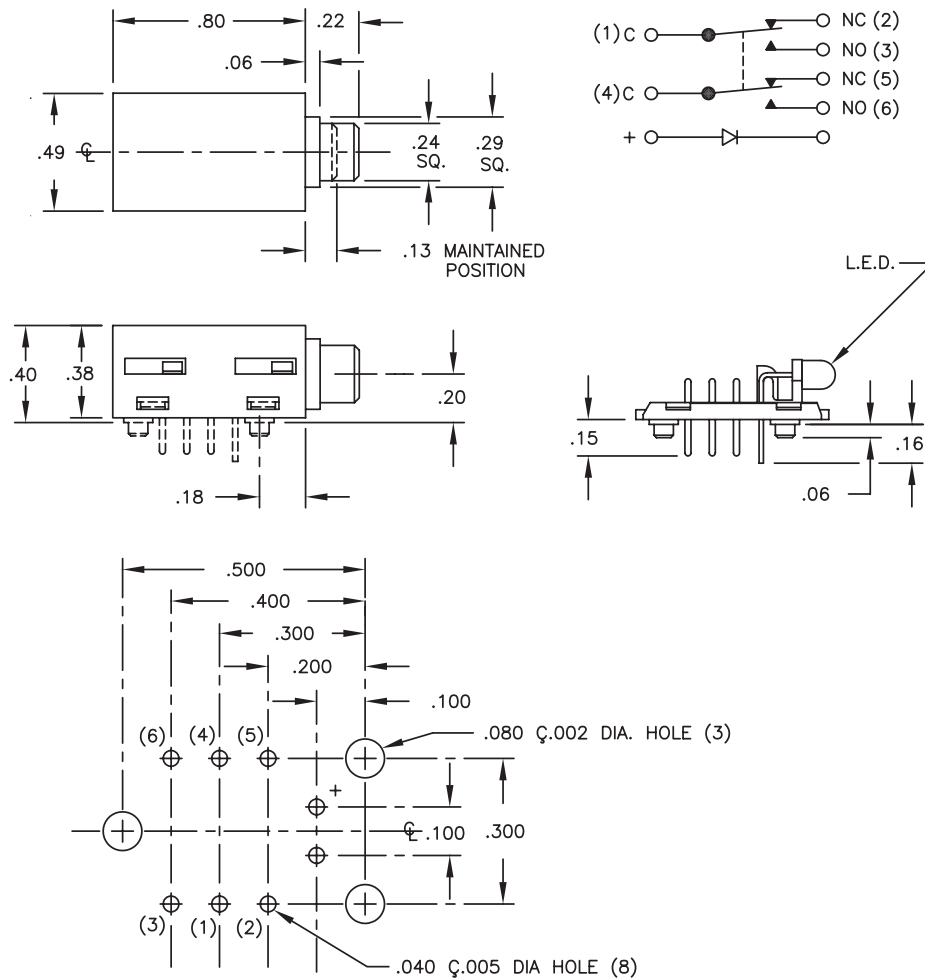 .80
.22
.06
(1) C
NC (2)
NO (3)
(4) C
NC (5)
NO (6)
+
.49
℄
.24
SQ.
.29
SQ.
.13 MAINTAINED
POSITION
L.E.D.
.40
.38
.20
.18
.15
.16
.06
.500
.400
.300
.200
.100
.080 Ç.002 DIA. HOLE (3)
(6)
(4)
(5)
+
℄
.100
.300
(3)
(1)
(2)
.040 Ç.005 DIA HOLE (8)